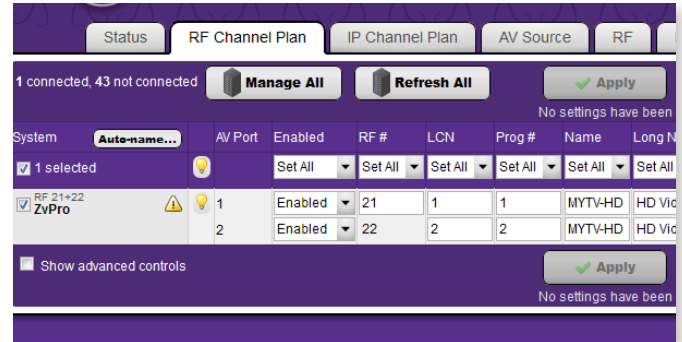 Status RF Channel Plan IP Channel Plan AV Source RF
1 connected, 43 not connected Manage All Refresh All Apply
No settings have been
System Auto-name... AV Port Enabled RF # LCN Prog # Name Long N
1 selected Set All Set All Set All Set All Set All Set All
RF 21+22
ZvPro 1 Enabled 21 1 1 MYTV-HD HD Vid
2 Enabled 22 2 2 MYTV-HD HD Vid
Show advanced controls Apply
No settings have been